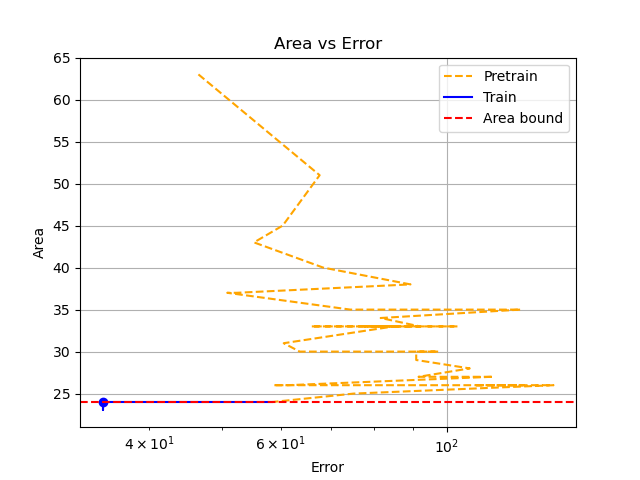 Area vs Error
Pretrain
Train
Area bound
65
60
55
50
45
40
35
30
25
Area
4 × 10¹
6 × 10¹
10²
Error